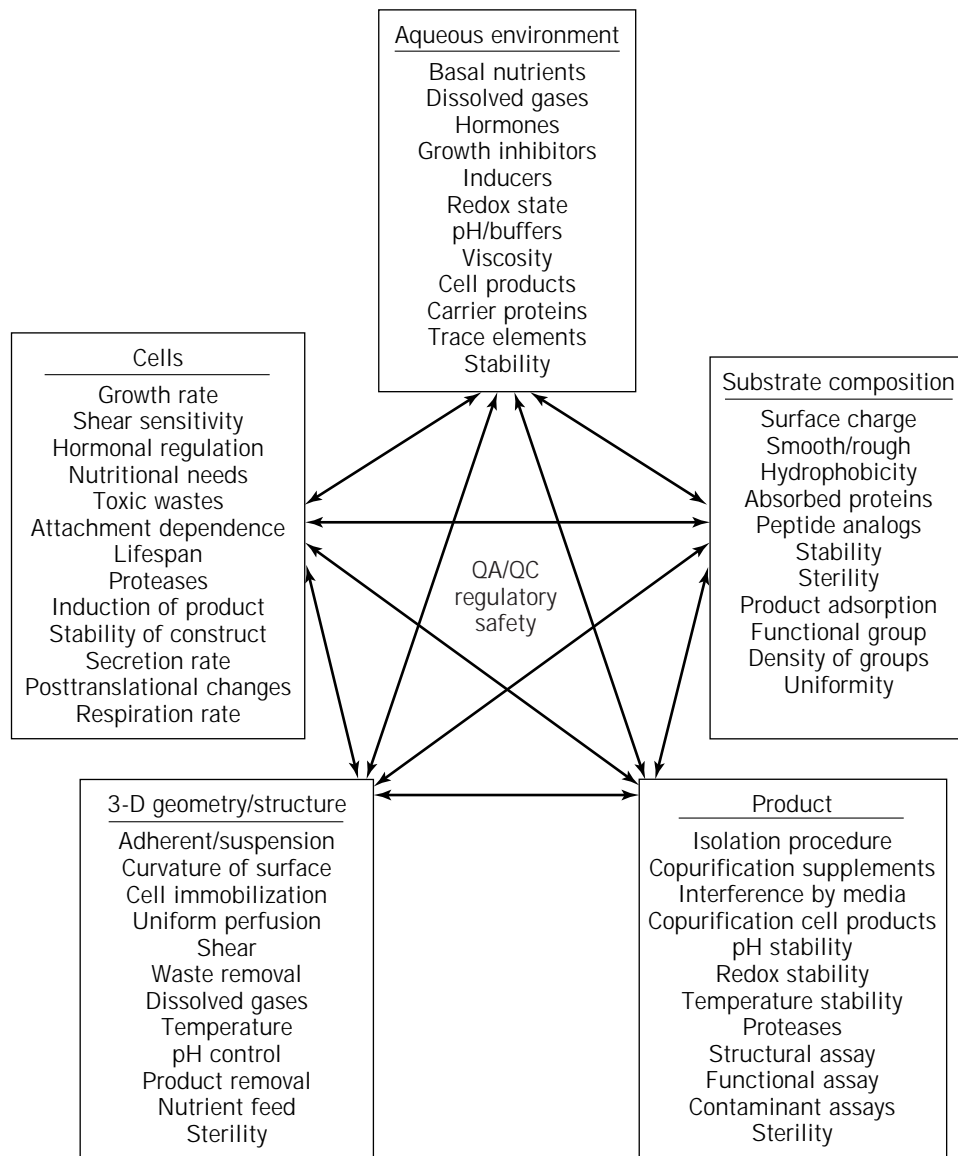 Aqueous environment
Basal nutrients
Dissolved gases
Hormones
Growth inhibitors
Inducers
Redox state
pH/buffers
Viscosity
Cell products
Carrier proteins
Trace elements
Stability
Cells
Growth rate
Shear sensitivity
Hormonal regulation
Nutritional needs
Toxic wastes
Attachment dependence
Lifespan
Proteases
Induction of product
Stability of construct
Secretion rate
Posttranslational changes
Respiration rate
Substrate composition
Surface charge
Smooth/rough
Hydrophobicity
Absorbed proteins
Peptide analogs
Stability
Sterility
Product adsorption
Functional group
Density of groups
Uniformity
QA/QC
regulatory
safety
3-D geometry/structure
Adherent/suspension
Curvature of surface
Cell immobilization
Uniform perfusion
Shear
Waste removal
Dissolved gases
Temperature
pH control
Product removal
Nutrient feed
Sterility
Product
Isolation procedure
Copurification supplements
Interference by media
Copurification cell products
pH stability
Redox stability
Temperature stability
Proteases
Structural assay
Functional assay
Contaminant assays
Sterility